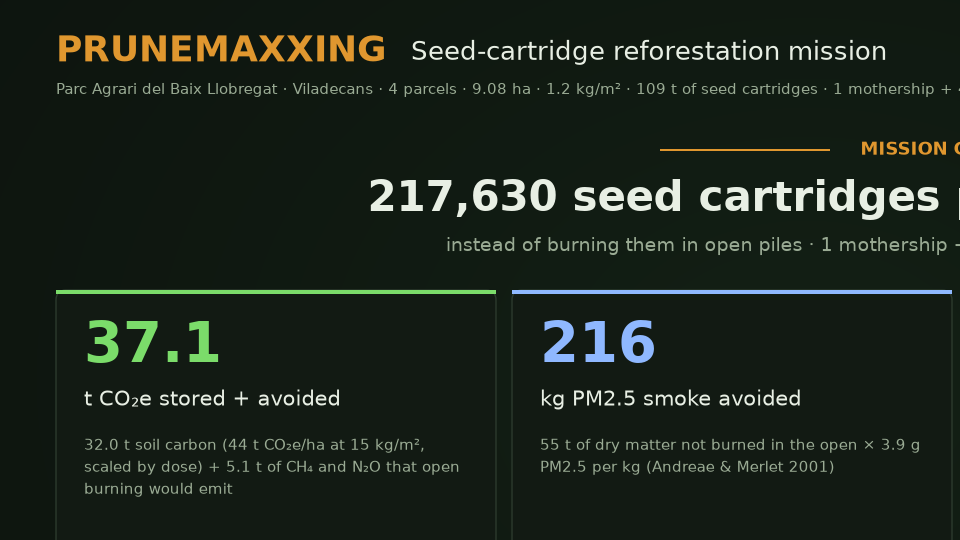 PRUNEMAXXING Seed-cartridge reforestation mission
Parc Agrari del Baix Llobregat · Viladecans · 4 parcels · 9.08 ha · 1.2 kg/m² · 109 t of seed cartridges · 1 mothership +
MISSION
217,630 seed cartridges
instead of burning them in open piles · 1 mothership
37.1
t CO₂e stored + avoided
32.0 t soil carbon (44 t CO₂e/ha at 15 kg/m²,
scaled by dose) + 5.1 t of CH₄ and N₂O that open
burning would emit
216
kg PM2.5 smoke avoided
55 t of dry matter not burned in the open × 3.9 g
PM2.5 per kg (Andreae & Merlet 2001)